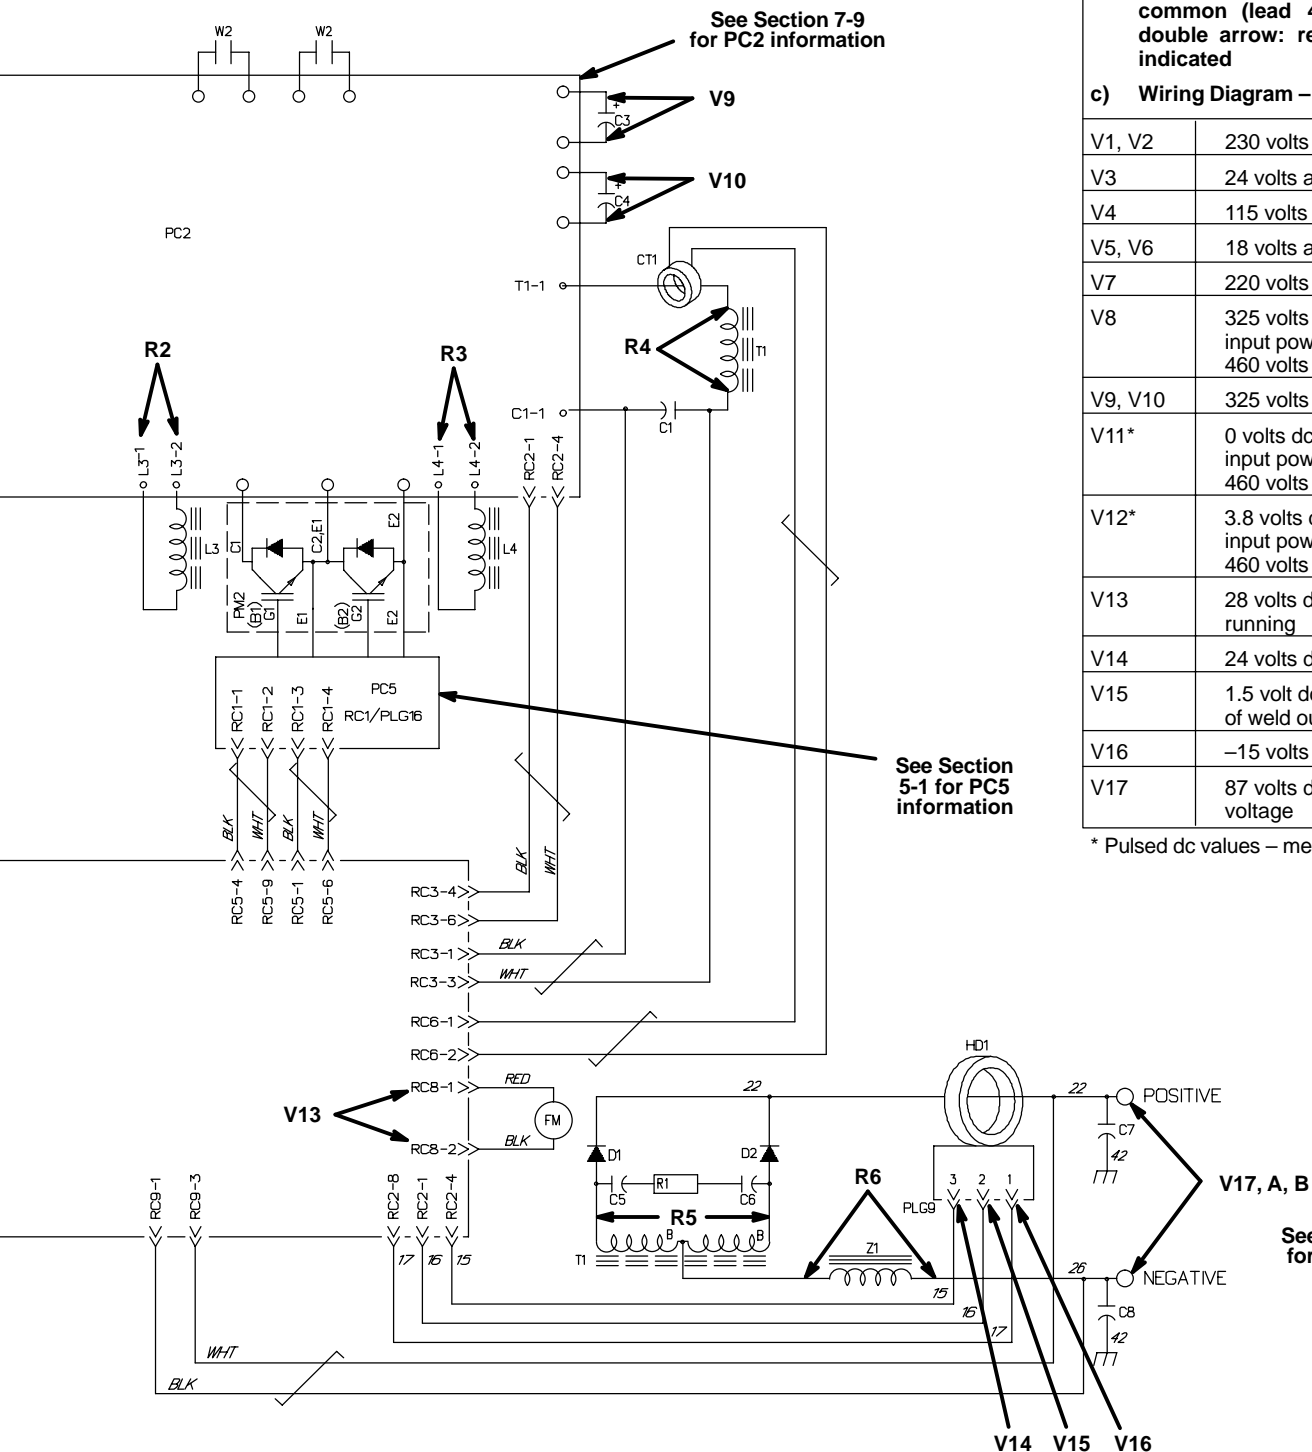 W2
W2
See Section 7-9
for PC2 information
V9
+
C3
V10
+
C4
PC2
CT1
T1-1
R2
R3
R4
T1
C1-1
C1
L3-1
L3-2
L4-1
L4-2
RC2-1
RC2-4
L3
C1
C2,E1
E2
L4
PM2
(B1)
G1
E1
(B2)
G2
E2
PC5
RC1/PLG16
RC1-1
RC1-2
RC1-3
RC1-4
See Section
5-1 for PC5
information
BLK
WHT
BLK
WHT
BLK
WHT
RC5-4
RC5-9
RC5-1
RC5-6
RC3-4
RC3-6
RC3-1
BLK
RC3-3
WHT
RC6-1
RC6-2
RC8-1
RED
V13
FM
RC8-2
BLK
HD1
22
22
POSITIVE
C7
42
D1
D2
C5
R1
C6
R6
3 2 1
PLG9
V17, A, B
RC9-1
RC9-3
RC2-8
RC2-1
RC2-4
R5
B
B
T1
Z1
17
16
15
26
NEGATIVE
15
16
17
C8
42
WHT
BLK
V14
V15
V16
See
for
common (lead 4
double arrow: re
indicated
c) Wiring Diagram –
V1, V2 230 volts
V3 24 volts a
V4 115 volts
V5, V6 18 volts a
V7 220 volts
V8 325 volts
input pow
460 volts
V9, V10 325 volts
V11* 0 volts dc
input pow
460 volts
V12* 3.8 volts d
input pow
460 volts
V13 28 volts d
running
V14 24 volts d
V15 1.5 volt dc
of weld ou
V16 –15 volts
V17 87 volts d
voltage
* Pulsed dc values – me